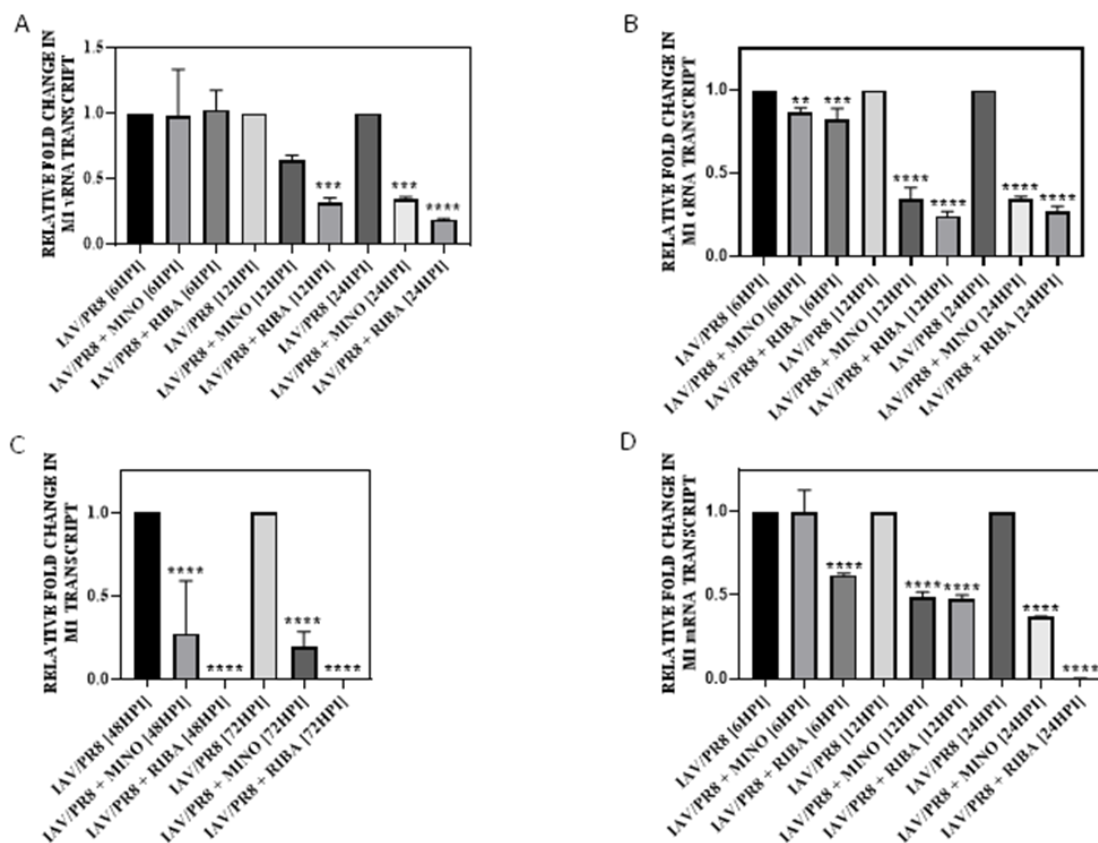 A
RELATIVE FOLD CHANGE IN
M1 vRNA TRANSCRIPT
1.5
1.0
0.5
0.0
***
***
****
IAV/PR8 [6HPI]
IAV/PR8 + MINO [6HPI]
IAV/PR8 + RIBA [6HPI]
IAV/PR8 [12HPI]
IAV/PR8 + MINO [12HPI]
IAV/PR8 + RIBA [12HPI]
IAV/PR8 [24HPI]
IAV/PR8 + MINO [24HPI]
IAV/PR8 + RIBA [24HPI]
B
RELATIVE FOLD CHANGE IN
M1 cRNA TRANSCRIPT
1.0
0.5
0.0
**
***
****
****
****
****
IAV/PR8 [6HPI]
IAV/PR8 + MINO [6HPI]
IAV/PR8 + RIBA [6HPI]
IAV/PR8 [12HPI]
IAV/PR8 + MINO [12HPI]
IAV/PR8 + RIBA [12HPI]
IAV/PR8 [24HPI]
IAV/PR8 + MINO [24HPI]
IAV/PR8 + RIBA [24HPI]
C
RELATIVE FOLD CHANGE IN
M1 TRANSCRIPT
1.0
0.5
0.0
****
****
****
****
IAV/PR8 [48HPI]
IAV/PR8 + MINO [48HPI]
IAV/PR8 + RIBA [48HPI]
IAV/PR8 [72HPI]
IAV/PR8 + MINO [72HPI]
IAV/PR8 + RIBA [72HPI]
D
RELATIVE FOLD CHANGE IN
M1 mRNA TRANSCRIPT
1.0
0.5
0.0
****
****
****
****
****
IAV/PR8 [6HPI]
IAV/PR8 + MINO [6HPI]
IAV/PR8 + RIBA [6HPI]
IAV/PR8 [12HPI]
IAV/PR8 + MINO [12HPI]
IAV/PR8 + RIBA [12HPI]
IAV/PR8 [24HPI]
IAV/PR8 + MINO [24HPI]
IAV/PR8 + RIBA [24HPI]